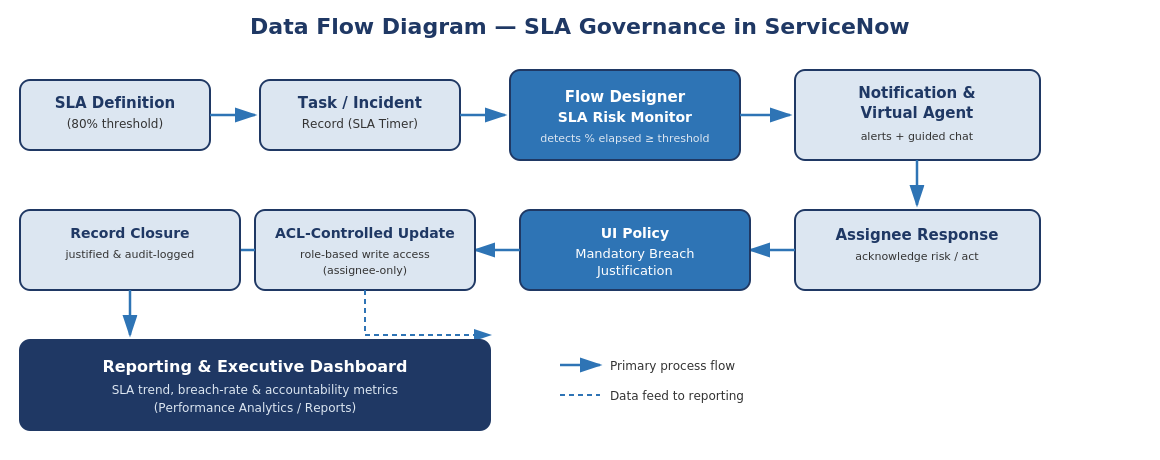 Data Flow Diagram — SLA Governance in ServiceNow
SLA Definition
(80% threshold)
Task / Incident
Record (SLA Timer)
Flow Designer
SLA Risk Monitor
detects % elapsed ≥ threshold
Notification &
Virtual Agent
alerts + guided chat
Record Closure
justified & audit-logged
ACL-Controlled Update
role-based write access
(assignee-only)
UI Policy
Mandatory Breach
Justification
Assignee Response
acknowledge risk / act
Reporting & Executive Dashboard
SLA trend, breach-rate & accountability metrics
(Performance Analytics / Reports)
Primary process flow
Data feed to reporting